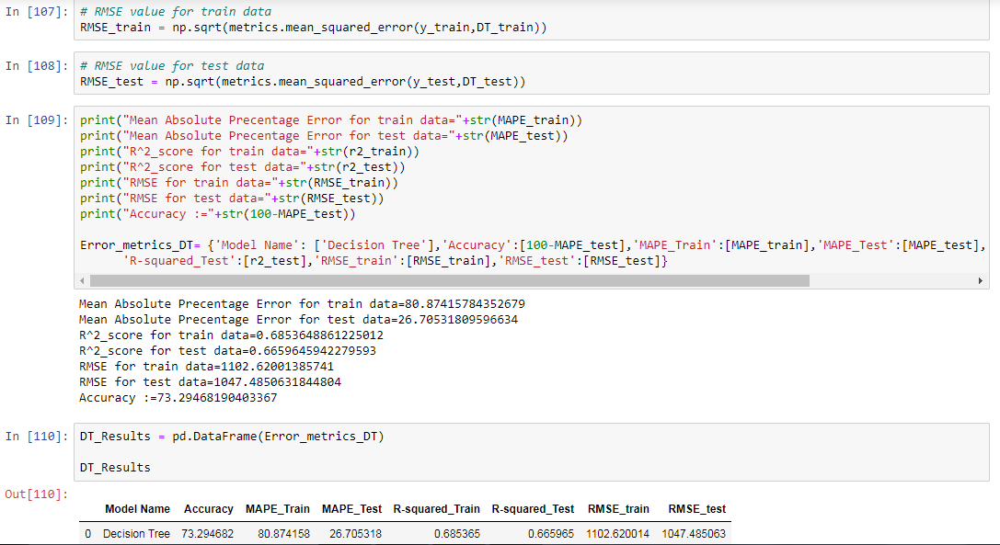 In [107]: # RMSE value for train data
RMSE_train = np.sqrt(metrics.mean_squared_error(y_train,DT_train))
In [108]: # RMSE value for test data
RMSE_test = np.sqrt(metrics.mean_squared_error(y_test,DT_test))
In [109]: print("Mean Absolute Precentage Error for train data="+str(MAPE_train))
print("Mean Absolute Precentage Error for test data="+str(MAPE_test))
print("R^2_score for train data="+str(r2_train))
print("R^2_score for test data="+str(r2_test))
print("RMSE for train data="+str(RMSE_train))
print("RMSE for test data="+str(RMSE_test))
print("Accuracy :="+str(100-MAPE_test))
Error_metrics_DT= {'Model Name': ['Decision Tree'],'Accuracy':[100-MAPE_test],'MAPE_Train':[MAPE_train],'MAPE_Test':[MAPE_test],
'R-squared_Test':[r2_test],'RMSE_train':[RMSE_train],'RMSE_test':[RMSE_test]}
Mean Absolute Precentage Error for train data=80.87415784352679
Mean Absolute Precentage Error for test data=26.70531809596634
R^2_score for train data=0.6853648861225012
R^2_score for test data=0.6659645942279593
RMSE for train data=1102.62001385741
RMSE for test data=1047.4850631844804
Accuracy :=73.29468190403367
In [110]: DT_Results = pd.DataFrame(Error_metrics_DT)
DT_Results
Out[110]:
Model Name Accuracy MAPE_Train MAPE_Test R-squared_Train R-squared_Test RMSE_train RMSE_test
0 Decision Tree 73.294682 80.874158 26.705318 0.685365 0.665965 1102.620014 1047.485063